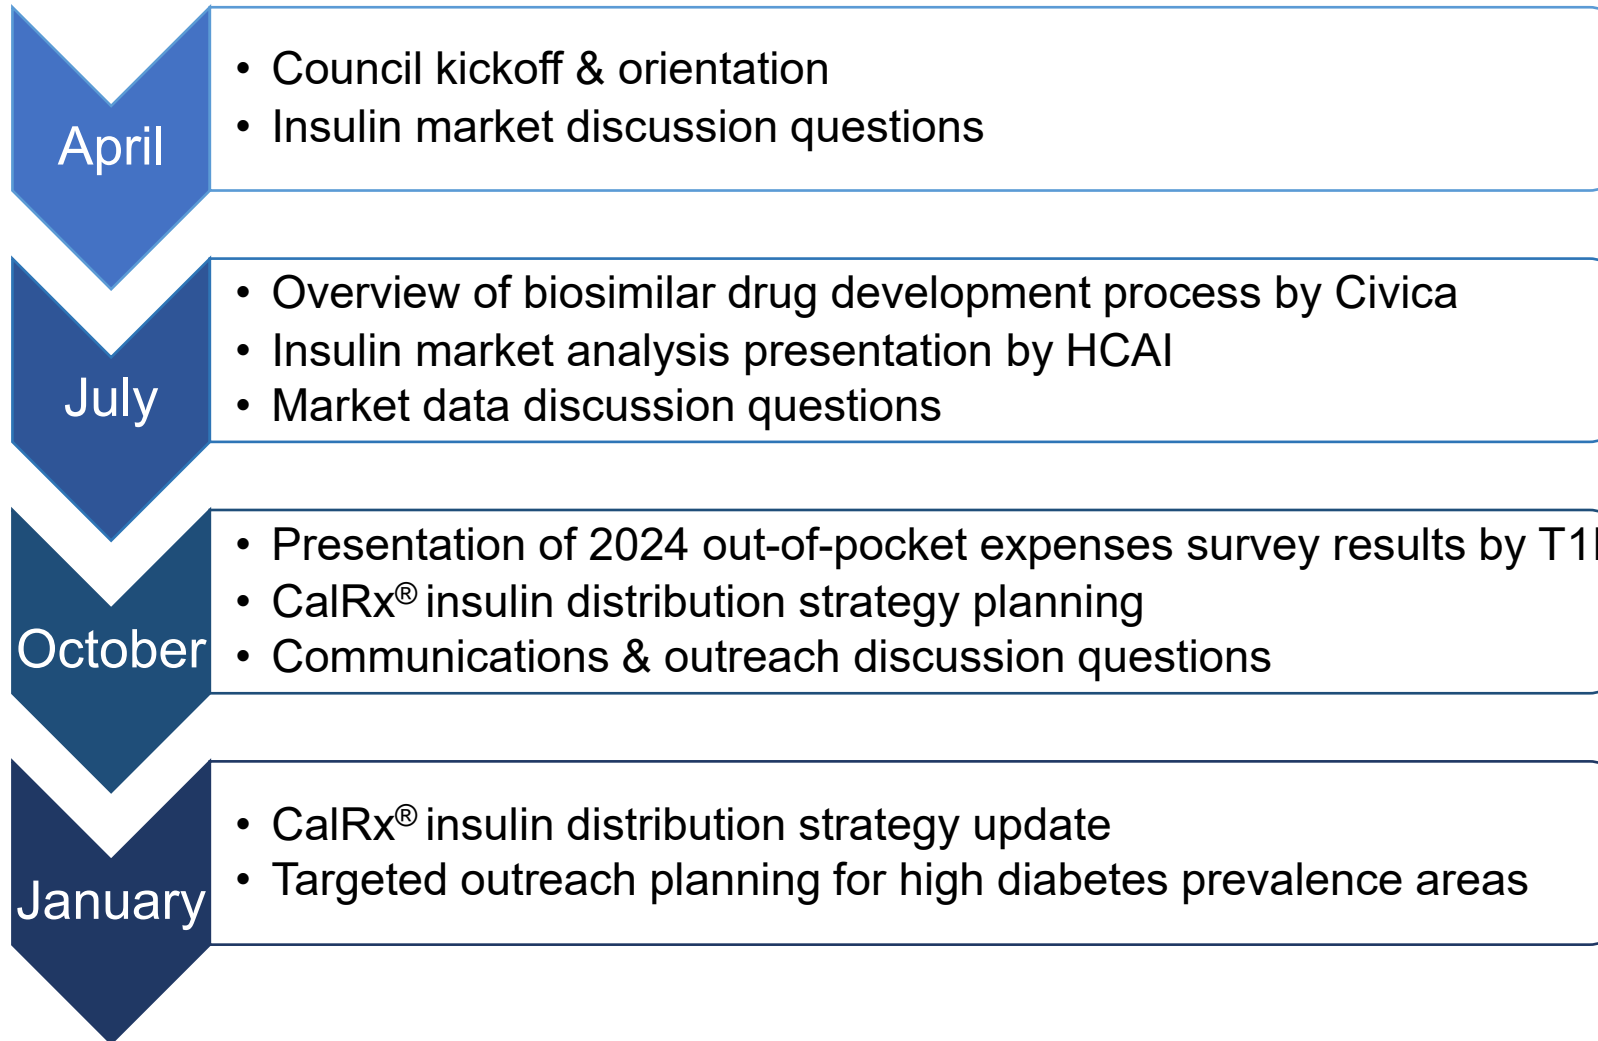 April
• Council kickoff & orientation
• Insulin market discussion questions
July
• Overview of biosimilar drug development process by Civica
• Insulin market analysis presentation by HCAI
• Market data discussion questions
October
• Presentation of 2024 out-of-pocket expenses survey results by
• CalRx® insulin distribution strategy planning
• Communications & outreach discussion questions
January
• CalRx® insulin distribution strategy update
• Targeted outreach planning for high diabetes prevalence areas